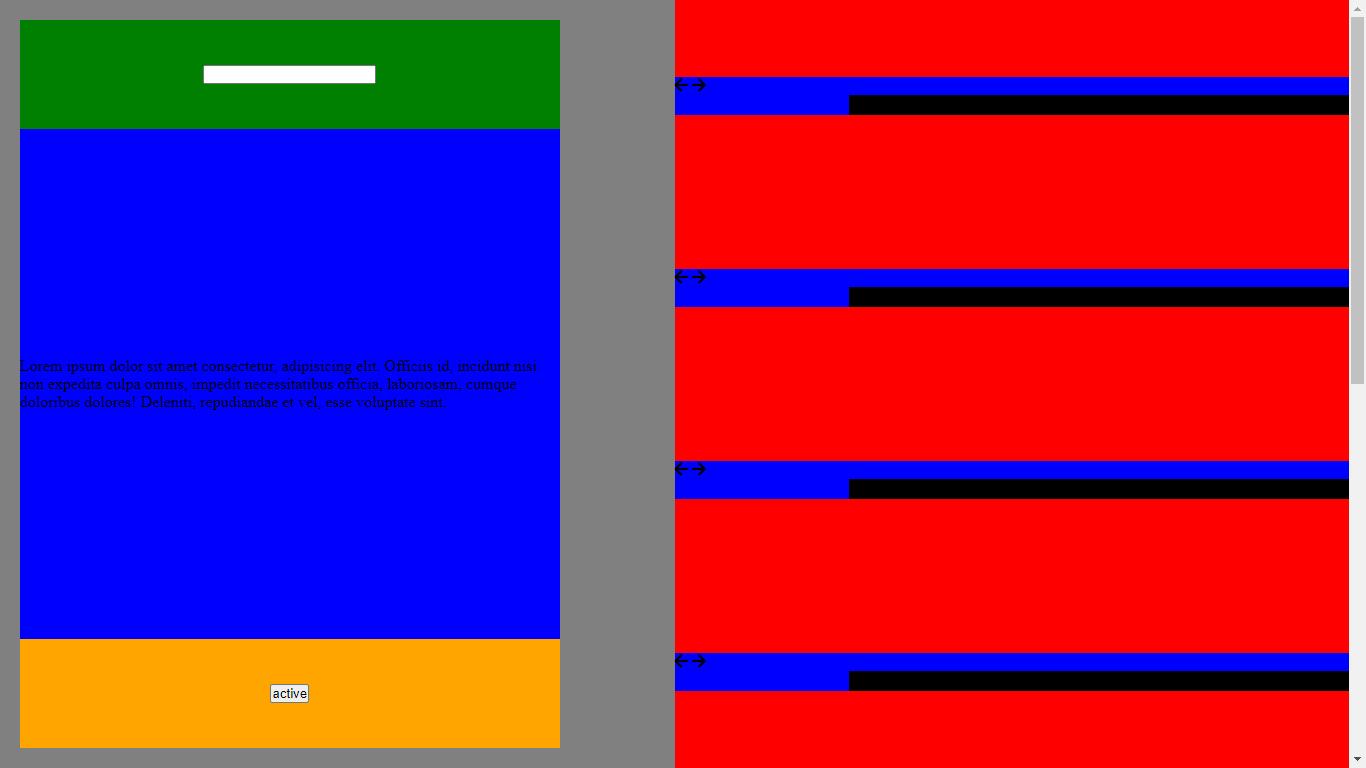 Lorem ipsum dolor sit amet consectetur, adipisicing elit. Officiis id, incidunt nisi
non expedita culpa omnis, impedit necessitatibus officia, laboriosam, cumque
doloribus dolores! Deleniti, repudiandae et vel, esse voluptate sint.
active